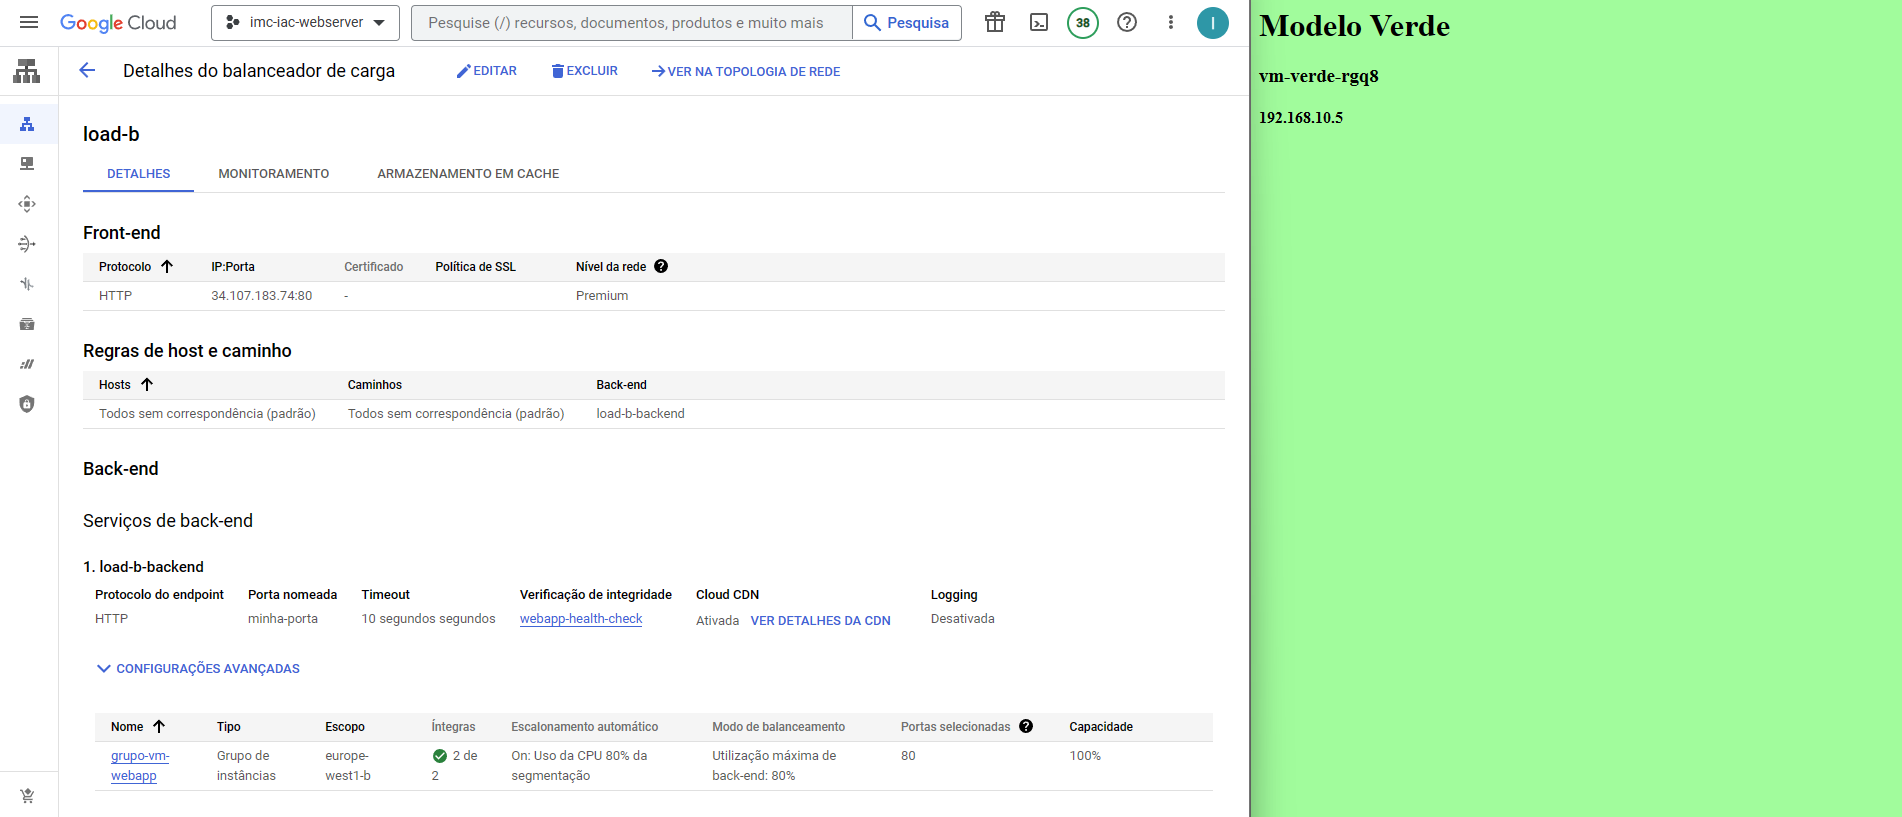 Google Cloud
imc-iac-webserver
Pesquise (/) recursos, documentos, produtos e muito mais
Pesquisa
38
I
Detalhes do balanceador de carga
EDITAR
EXCLUIR
VER NA TOPOLOGIA DE REDE
load-b
DETALHES
MONITORAMENTO
ARMAZENAMENTO EM CACHE
Front-end
Protocolo IP:Porta Certificado Política de SSL Nível da rede
HTTP 34.107.183.74:80 - Premium
Regras de host e caminho
Hosts Caminhos Back-end
Todos sem correspondência (padrão) Todos sem correspondência (padrão) load-b-backend
Back-end
Serviços de back-end
1. load-b-backend
Protocolo do endpoint Porta nomeada Timeout Verificação de integridade Cloud CDN Logging
HTTP minha-porta 10 segundos segundos webapp-health-check Ativada VER DETALHES DA CDN Desativada
CONFIGURAÇÕES AVANÇADAS
Nome Tipo Escopo Íntegras Escalonamento automático Modo de balanceamento Portas selecionadas Capacidade
grupo-vm- Grupo de europe- 2 de On: Uso da CPU 80% da Utilização máxima de 80 100%
webapp instâncias west1-b 2 segmentação back-end: 80%
Modelo Verde
vm-verde-rgq8
192.168.10.5